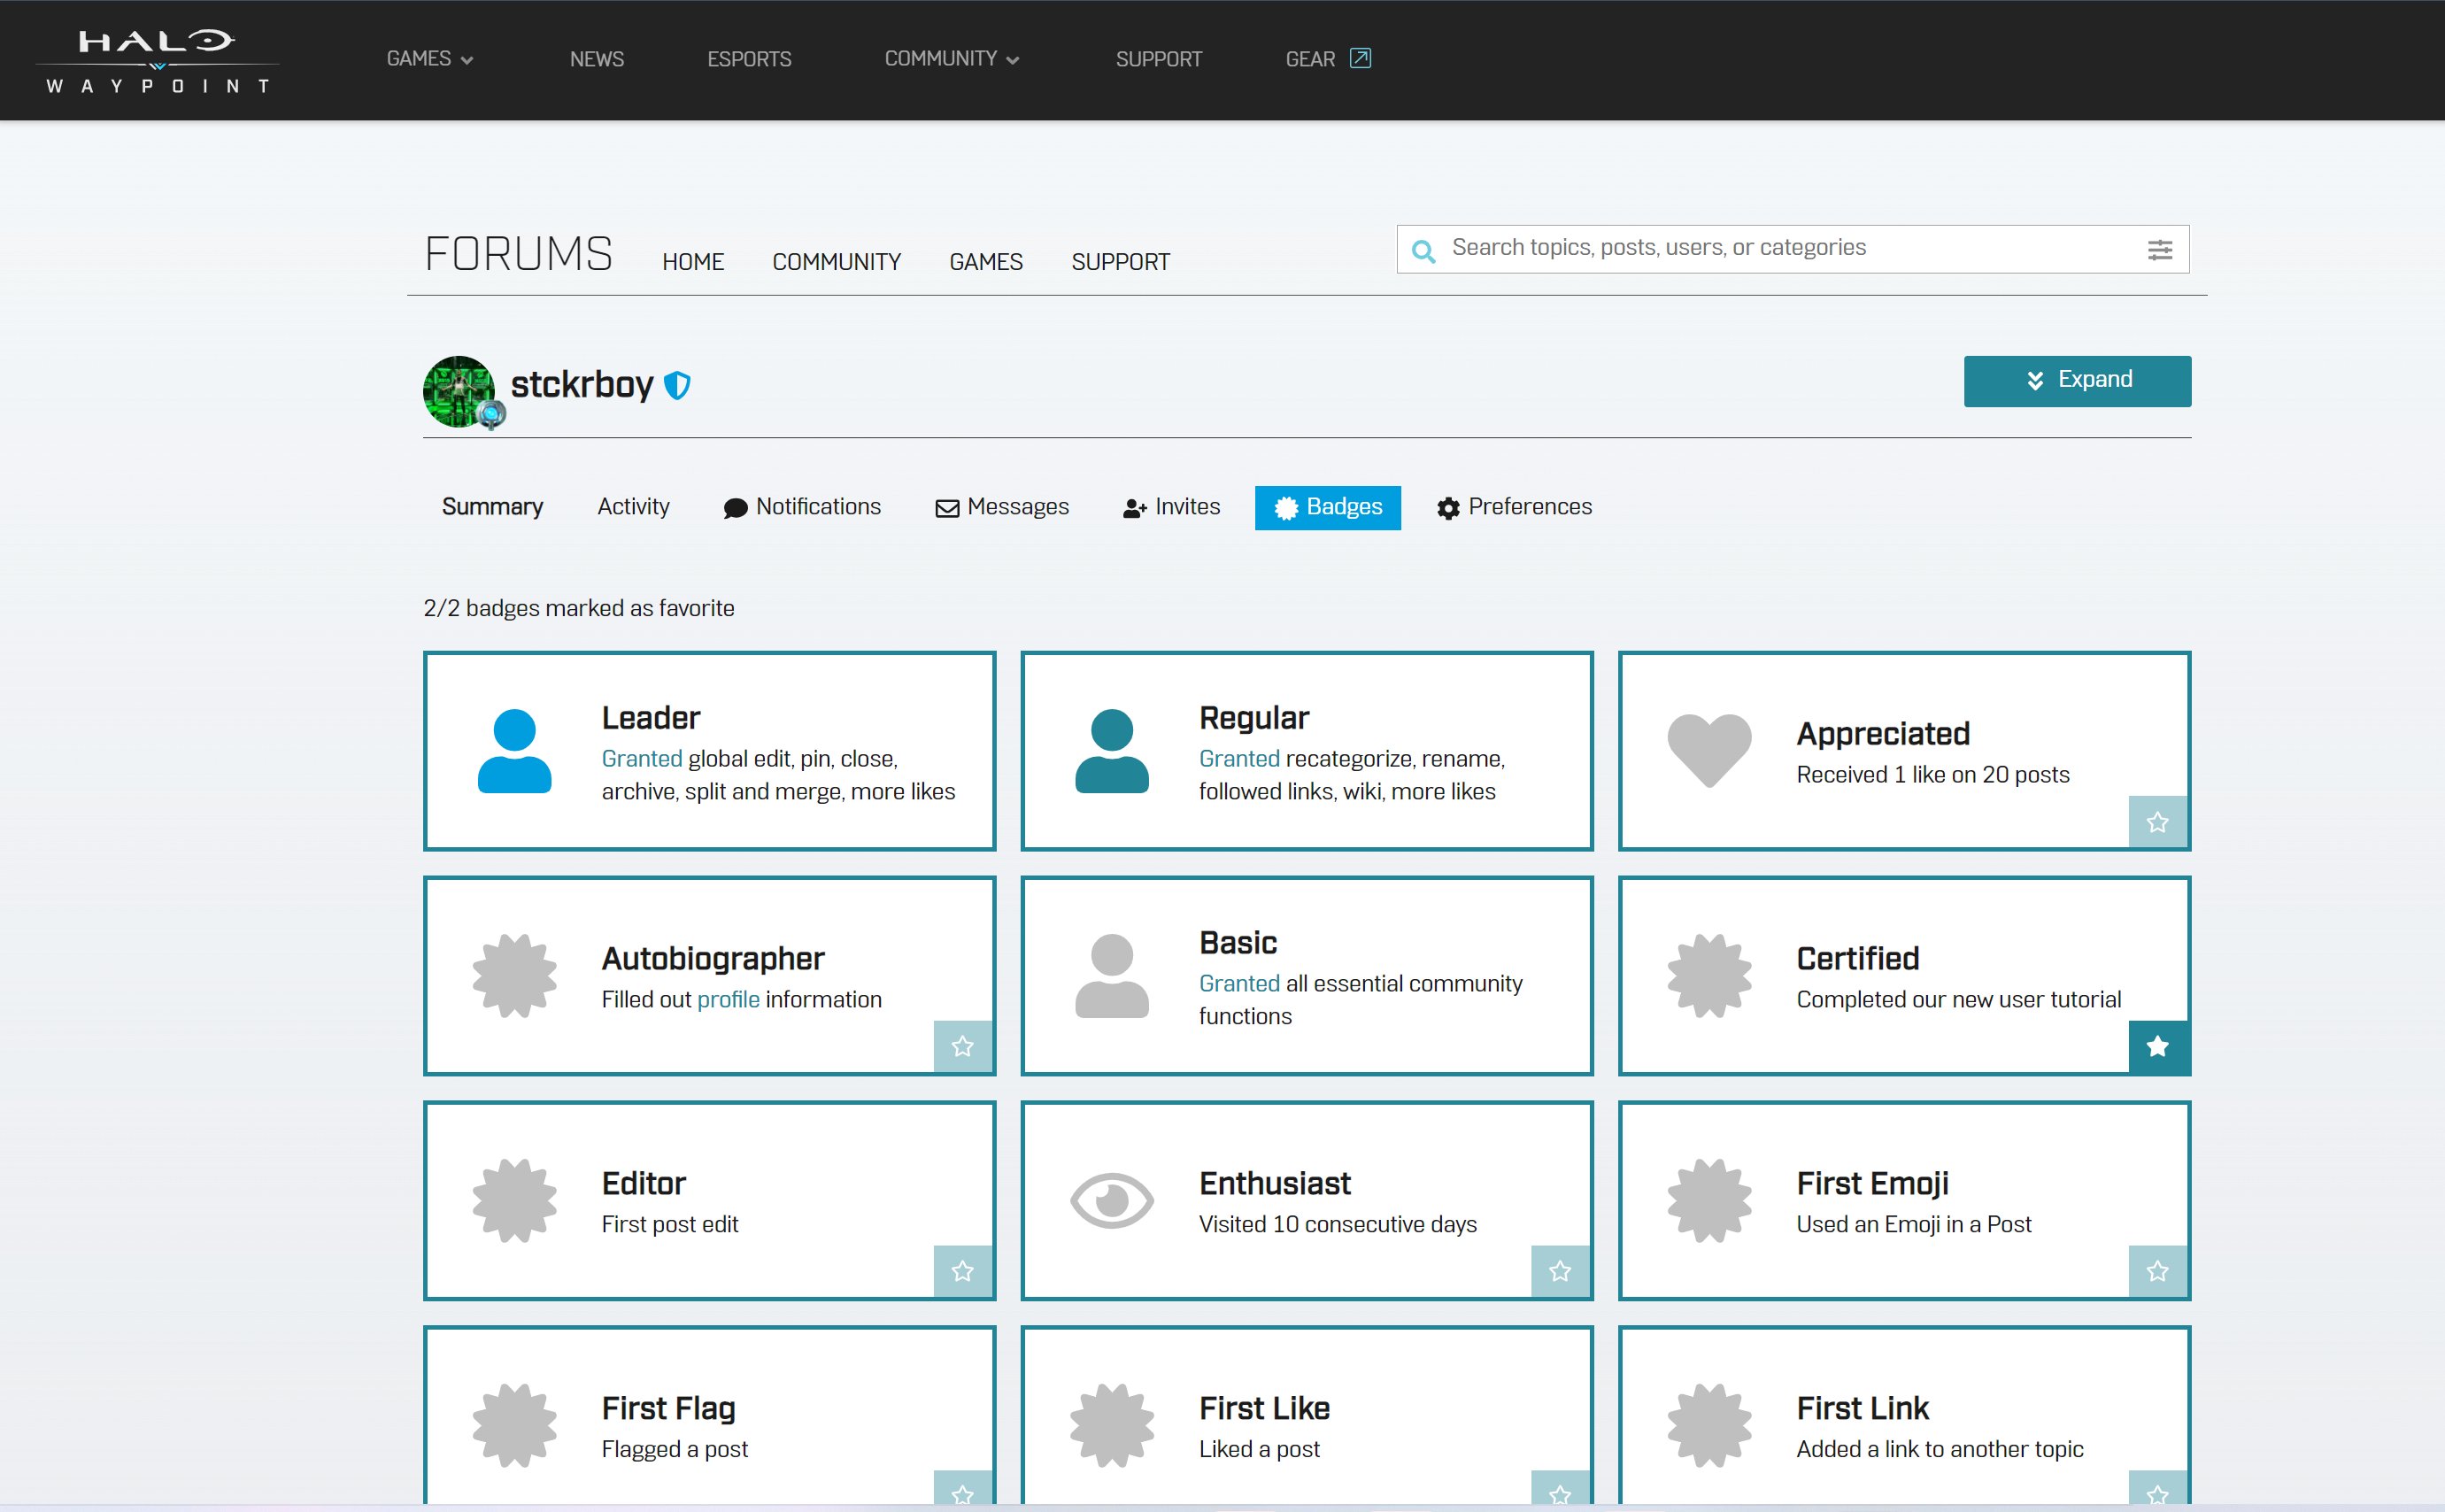 HALO
WAYPOINT
GAMES NEWS ESPORTS COMMUNITY SUPPORT GEAR
FORUMS HOME COMMUNITY GAMES SUPPORT
Search topics, posts, users, or categories
stckrboy
Expand
Summary Activity Notifications Messages Invites Badges Preferences
2/2 badges marked as favorite
Leader
Granted global edit, pin, close,
archive, split and merge, more likes
Regular
Granted recategorize, rename,
followed links, wiki, more likes
Appreciated
Received 1 like on 20 posts
Autobiographer
Filled out profile information
Basic
Granted all essential community
functions
Certified
Completed our new user tutorial
Editor
First post edit
Enthusiast
Visited 10 consecutive days
First Emoji
Used an Emoji in a Post
First Flag
Flagged a post
First Like
Liked a post
First Link
Added a link to another topic